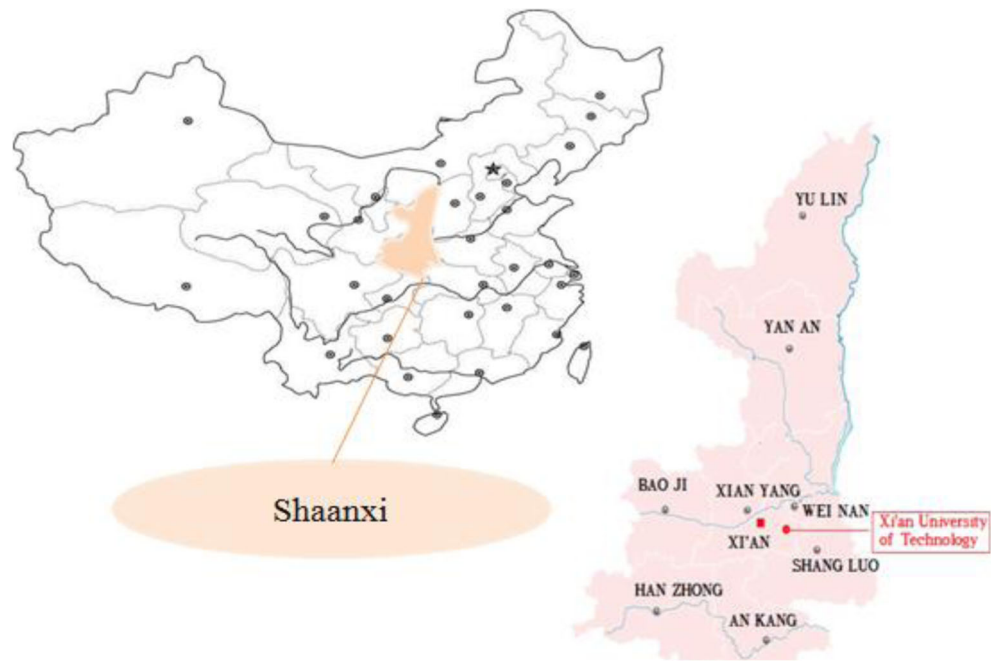 YU LIN
YAN AN
BAO JI
XIAN YANG
WEI NAN
Xi'an University
of Technology
XI'AN
SHANG LUO
HAN ZHONG
AN KANG
Shaanxi